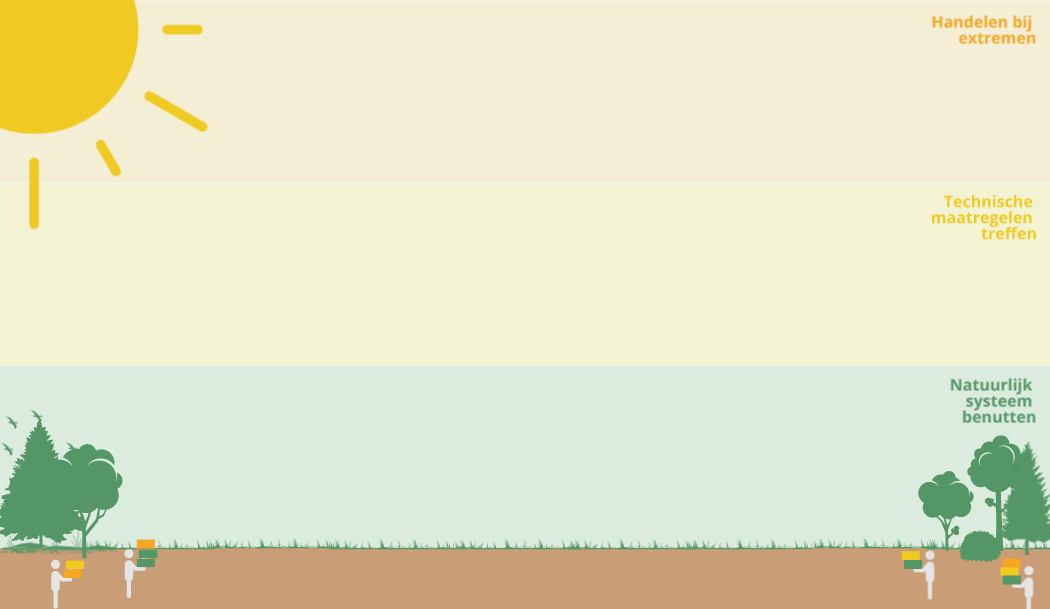 Handelen bij
extremen
Technische
maatregelen
treffen
Natuurlijk
systeem
benutten